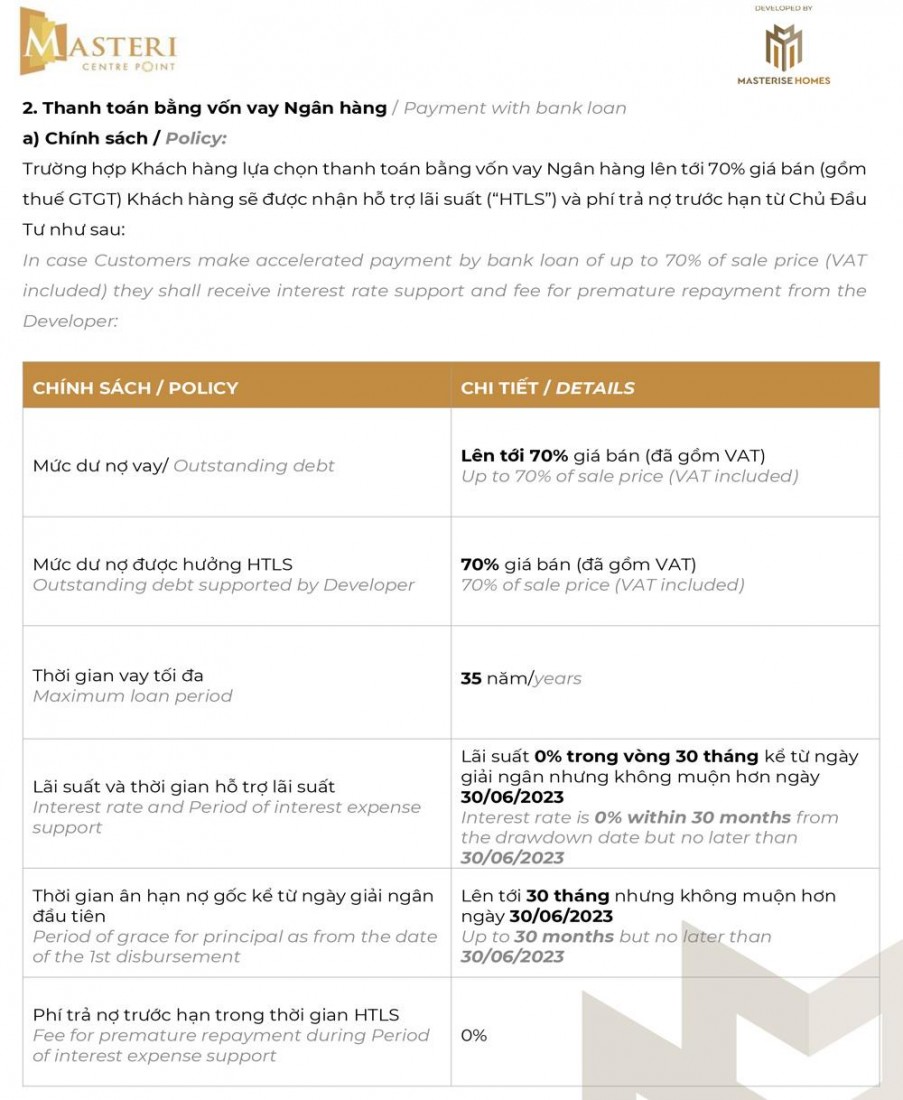 DEVELOPED BY
MASTERI
CENTRE POINT
MASTERISE HOMES
2. Thanh toán bằng vốn vay Ngân hàng / Payment with bank loan
a) Chính sách / Policy:
Trường hợp Khách hàng lựa chọn thanh toán bằng vốn vay Ngân hàng lên tới 70% giá bán (gồm
thuế GTGT) Khách hàng sẽ được nhận hỗ trợ lãi suất (“HTLS”) và phí trả nợ trước hạn từ Chủ Đầu
Tư như sau:
In case Customers make accelerated payment by bank loan of up to 70% of sale price (VAT
included) they shall receive interest rate support and fee for premature repayment from the
Developer:
CHÍNH SÁCH / POLICY
CHI TIẾT / DETAILS
Mức dư nợ vay/ Outstanding debt
Lên tới 70% giá bán (đã gồm VAT)
Up to 70% of sale price (VAT included)
Mức dư nợ được hưởng HTLS
Outstanding debt supported by Developer
70% giá bán (đã gồm VAT)
70% of sale price (VAT included)
Thời gian vay tối đa
Maximum loan period
35 năm/years
Lãi suất và thời gian hỗ trợ lãi suất
Interest rate and Period of interest expense
support
Lãi suất 0% trong vòng 30 tháng kể từ ngày
giải ngân nhưng không muộn hơn ngày
30/06/2023
Interest rate is 0% within 30 months from
the drawdown date but no later than
30/06/2023
Thời gian ân hạn nợ gốc kể từ ngày giải ngân
đầu tiên
Period of grace for principal as from the date
of the 1st disbursement
Lên tới 30 tháng nhưng không muộn hơn
ngày 30/06/2023
Up to 30 months but no later than
30/06/2023
Phí trả nợ trước hạn trong thời gian HTLS
Fee for premature repayment during Period
of interest expense support
0%